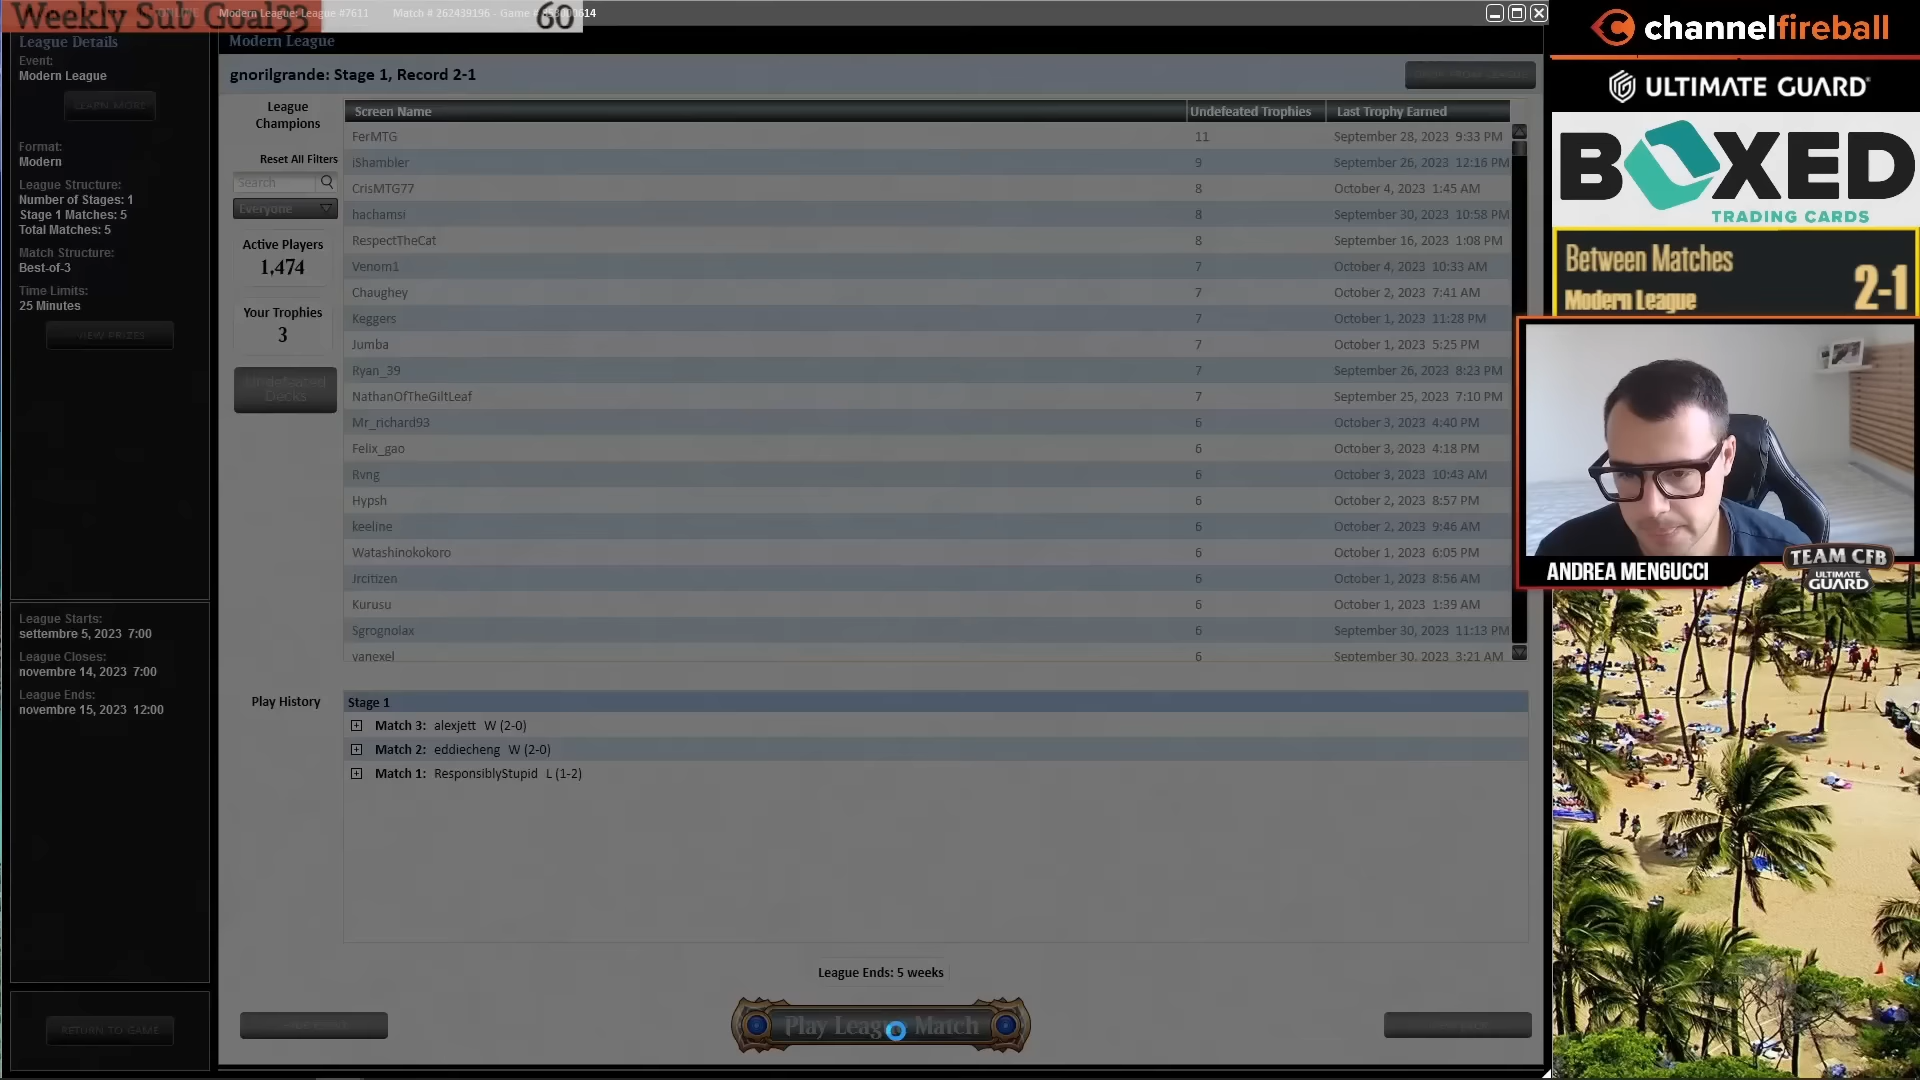 Weekly Sub Goal 33 60
ONLINE Modern League: League #7611 Match # 262439196 - Game #
League Details
Event:
Modern League
LEARN MORE
Format:
Modern
League Structure:
Number of Stages: 1
Stage 1 Matches: 5
Total Matches: 5
Match Structure:
Best-of-3
Time Limits:
25 Minutes
VIEW PRIZES
League Starts:
settembre 5, 2023 7:00
League Closes:
novembre 14, 2023 7:00
League Ends:
novembre 15, 2023 12:00
RETURN TO GAME
Modern League
gnorilgrande: Stage 1, Record 2-1
League
Champions
Reset All Filters
Search
Everyone
Active Players
1,474
Your Trophies
3
Undefeated
Decks
Screen Name Undefeated Trophies Last Trophy Earned
FerMTG 11 September 28, 2023 9:33 PM
iShambler 9 September 26, 2023 12:16 PM
CrisMTG77 8 October 4, 2023 1:45 AM
hachamsi 8 September 30, 2023 10:58 PM
RespectTheCat 8 September 16, 2023 1:08 PM
Venom1 7 October 4, 2023 10:33 AM
Chaughey 7 October 2, 2023 7:41 AM
Keggers 7 October 1, 2023 11:28 PM
Jumba 7 October 1, 2023 5:25 PM
Ryan_39 7 September 26, 2023 8:23 PM
NathanOfTheGiltLeaf 7 September 25, 2023 7:10 PM
Mr_richard93 6 October 3, 2023 4:40 PM
Felix_gao 6 October 3, 2023 4:18 PM
Rvng 6 October 3, 2023 10:43 AM
Hypsh 6 October 2, 2023 8:57 PM
keeline 6 October 2, 2023 9:46 AM
Watashinokokoro 6 October 1, 2023 6:05 PM
Jrcitizen 6 October 1, 2023 8:56 AM
Kurusu 6 October 1, 2023 1:39 AM
Sgrognolax 6 September 30, 2023 11:13 PM
vanexel 6 September 30, 2023 3:21 AM
Play History
Stage 1
Match 3: alexjett W (2-0)
Match 2: eddiecheng W (2-0)
Match 1: ResponsiblyStupid L (1-2)
League Ends: 5 weeks
Play League Match
channelfireball
ULTIMATE GUARD
BOXED
TRADING CARDS
Between Matches
Modern League
2-1
ANDREA MENGUCCI
TEAM CFB
ULTIMATE
GUARD